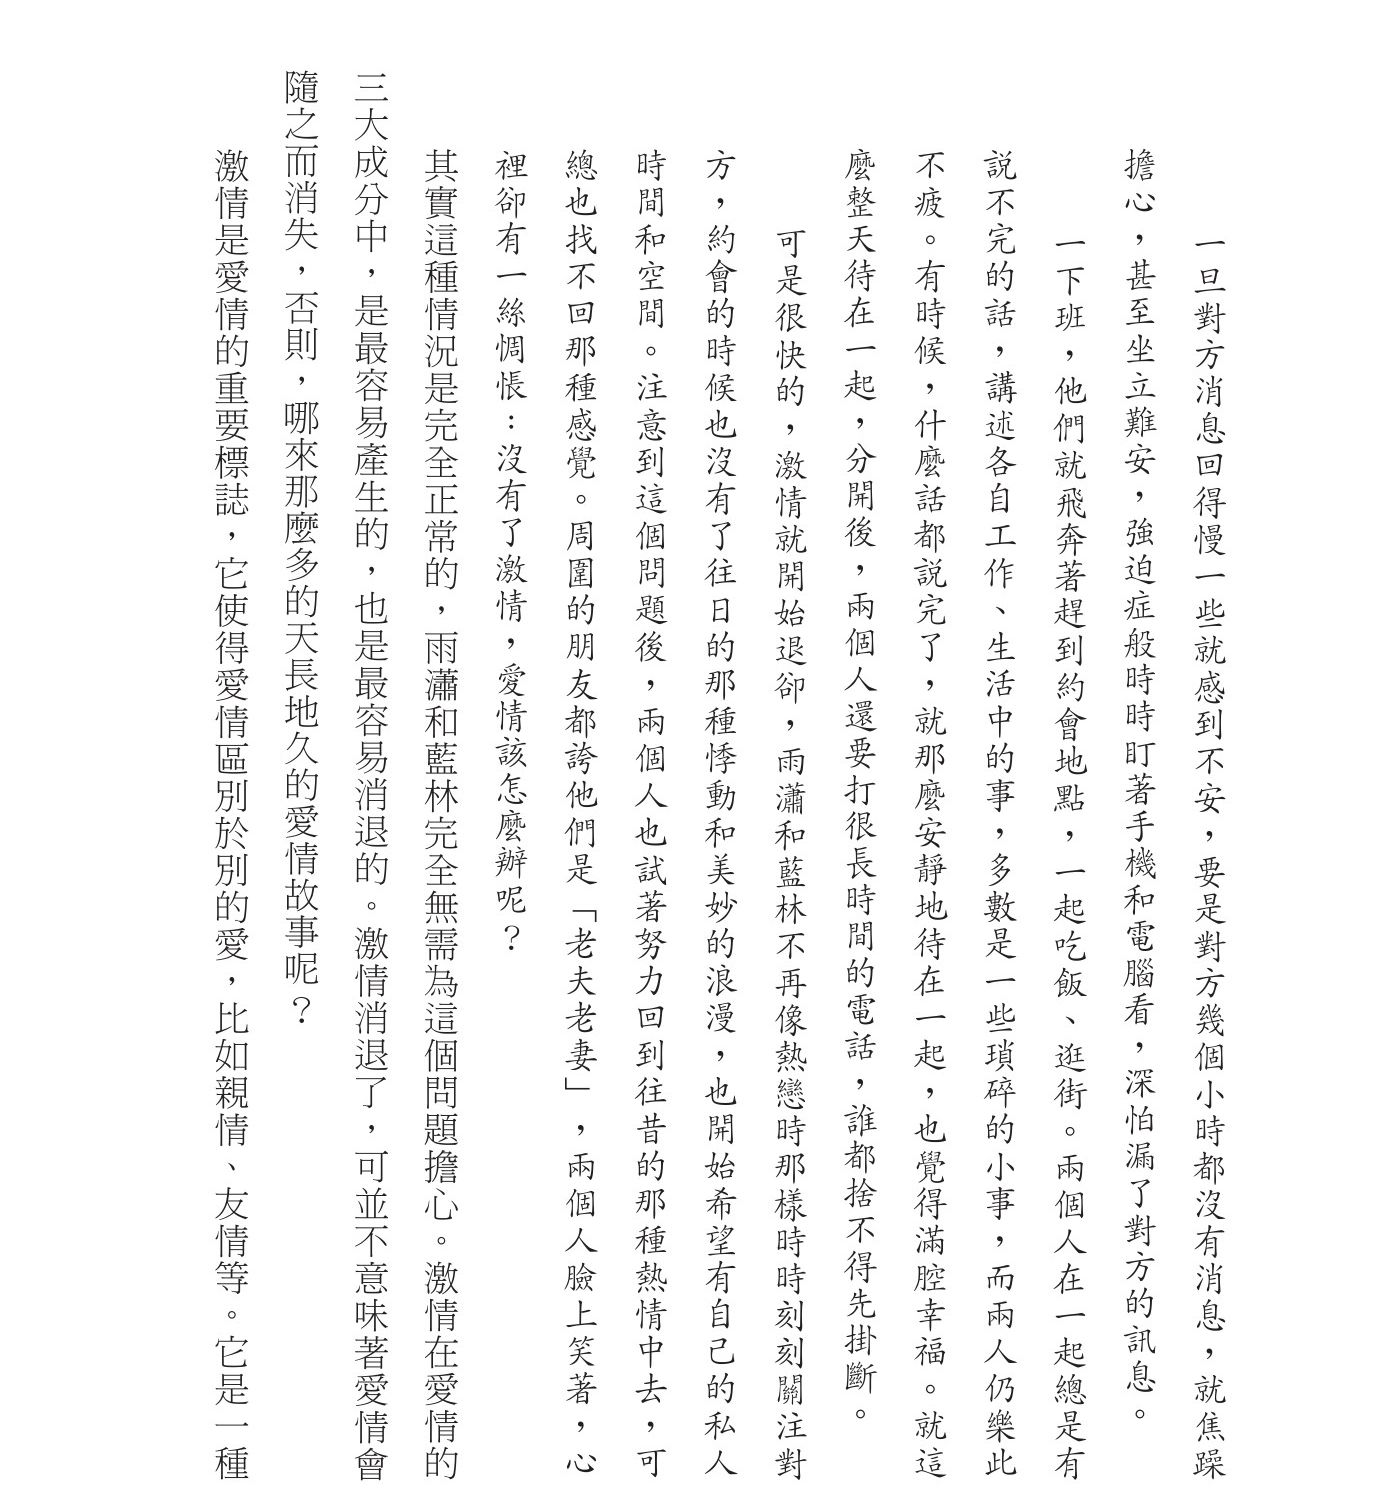 一旦對方消息回得慢一些就感到不安，要是對方幾個小時都沒有消息，就焦躁
擔心，甚至坐立難安，強迫症般時時盯著手機和電腦看，深怕漏了對方的訊息。
一下班，他們就飛奔著趕到約會地點，一起吃飯、逛街。兩個人在一起總是有
說不完的話，講述各自工作、生活中的事，多數是一些瑣碎的小事，而兩人仍樂此
不疲。有時候，什麼話都說完了，就那麼安靜地待在一起，也覺得滿腔幸福。就這
麼整天待在一起，分開後，兩個人還要打很長時間的電話，誰都捨不得先掛斷。
可是很快的，激情就開始退卻，雨瀟和藍林不再像熱戀時那樣時時刻刻關注對
方，約會的時候也沒有了往日的那種悸動和美妙的浪漫，也開始希望有自己的私人
時間和空間。注意到這個問題後，兩個人也試著努力回到往昔的那種熱情中去，可
總也找不回那種感覺。周圍的朋友都誇他們是「老夫老妻」，兩個人臉上笑著，心
裡卻有一絲惆悵：沒有了激情，愛情該怎麼辦呢？
其實這種情況是完全正常的，雨瀟和藍林完全無需為這個問題擔心。激情在愛情的
三大成分中，是最容易產生的，也是最容易消退的。激情消退了，可並不意味著愛情會
隨之而消失，否則，哪來那麼多的天長地久的愛情故事呢？
激情是愛情的重要標誌，它使得愛情區別於別的愛，比如親情、友情等。它是一種